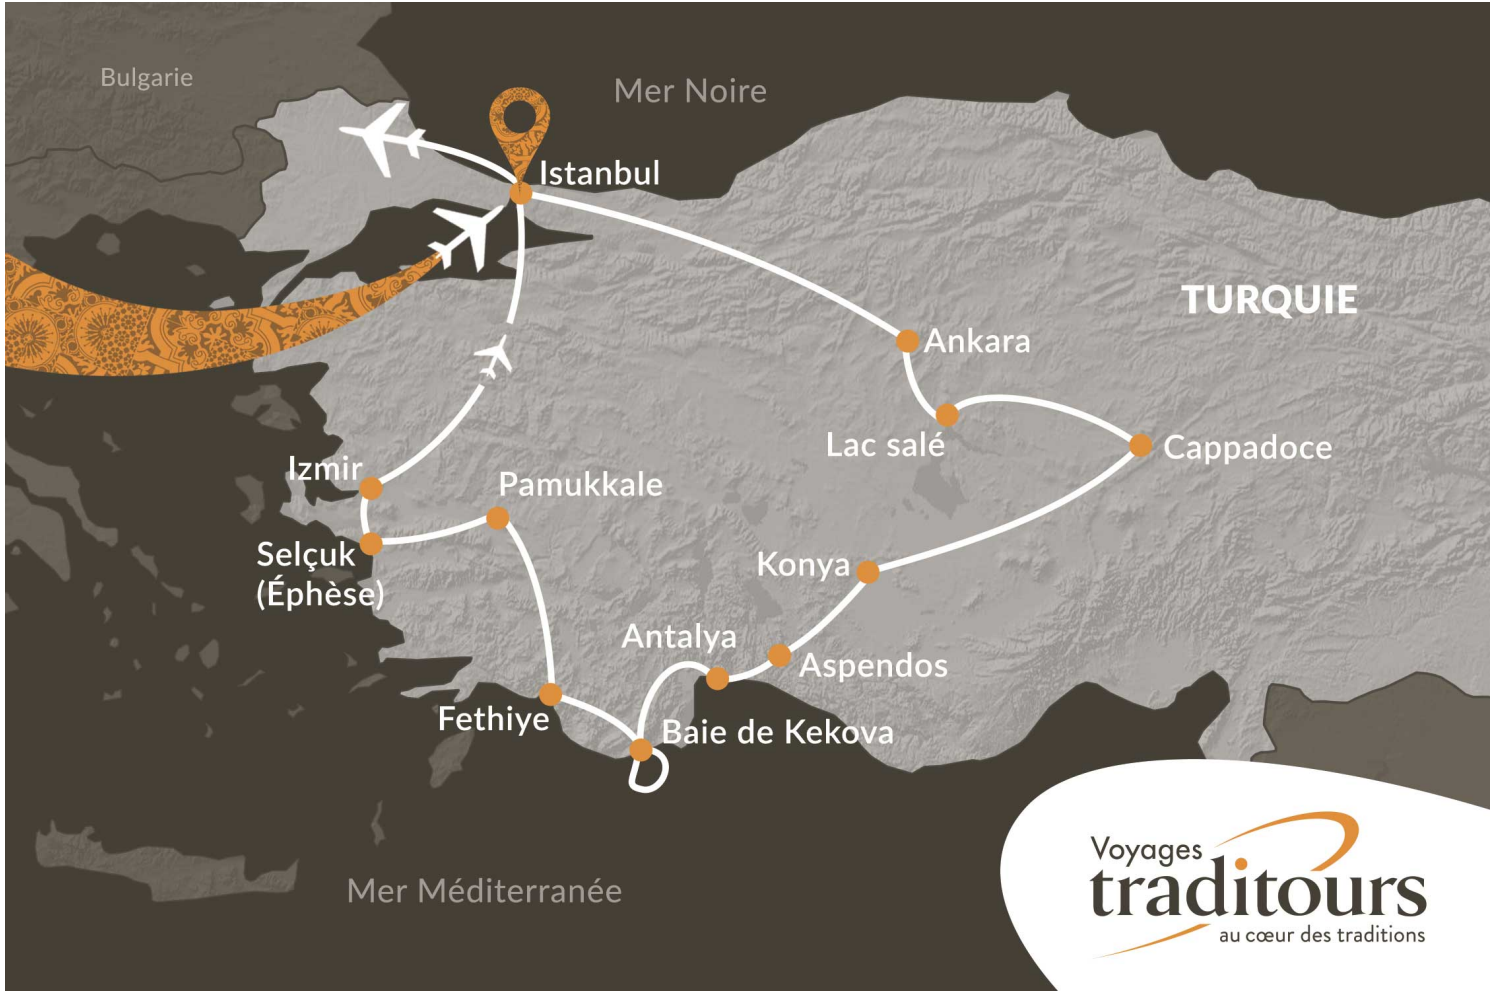 Bulgarie
Mer Noire
Istanbul
TURQUIE
Ankara
Lac salé
Cappadoce
Izmir
Pamukkale
Selçuk
(Éphèse)
Konya
Antalya
Aspendos
Fethiye
Baie de Kekova
Mer Méditerranée
Voyages
traditours
au cœur des traditions